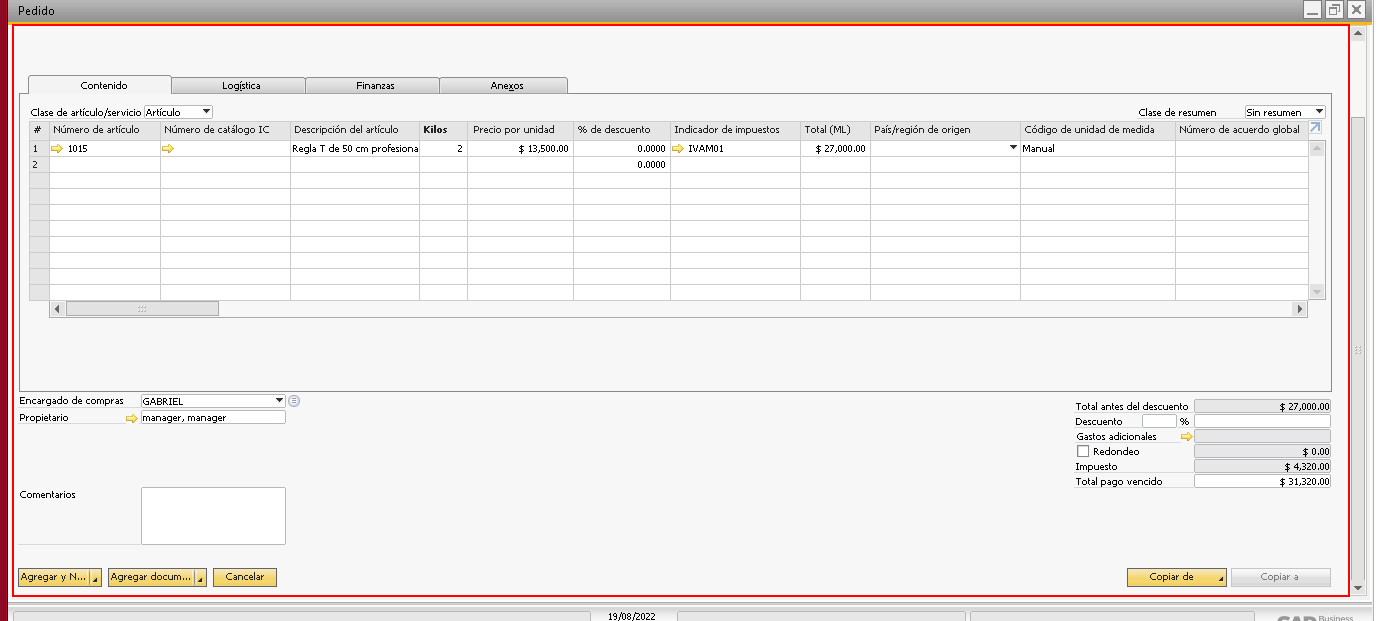 Pedido
Contenido Logística Finanzas Anexos
Clase de artículo/servicio Artículo Clase de resumen Sin resumen
# Número de artículo Número de catálogo IC Descripción del artículo Kilos Precio por unidad % de descuento Indicador de impuestos Total (ML) País/región de origen Código de unidad de medida Número de acuerdo global
1 1015 Regla T de 50 cm profesiona 2 $ 13,500.00 0.0000 IVAM01 $ 27,000.00 Manual
2 0.0000
Encargado de compras GABRIEL
Propietario manager, manager
Total antes del descuento $ 27,000.00
Descuento %
Gastos adicionales
Redondeo $ 0.00
Impuesto $ 4,320.00
Total pago vencido $ 31,320.00
Comentarios
Agregar y N... Agregar docum... Cancelar Copiar de Copiar a
19/08/2022
SAP Business